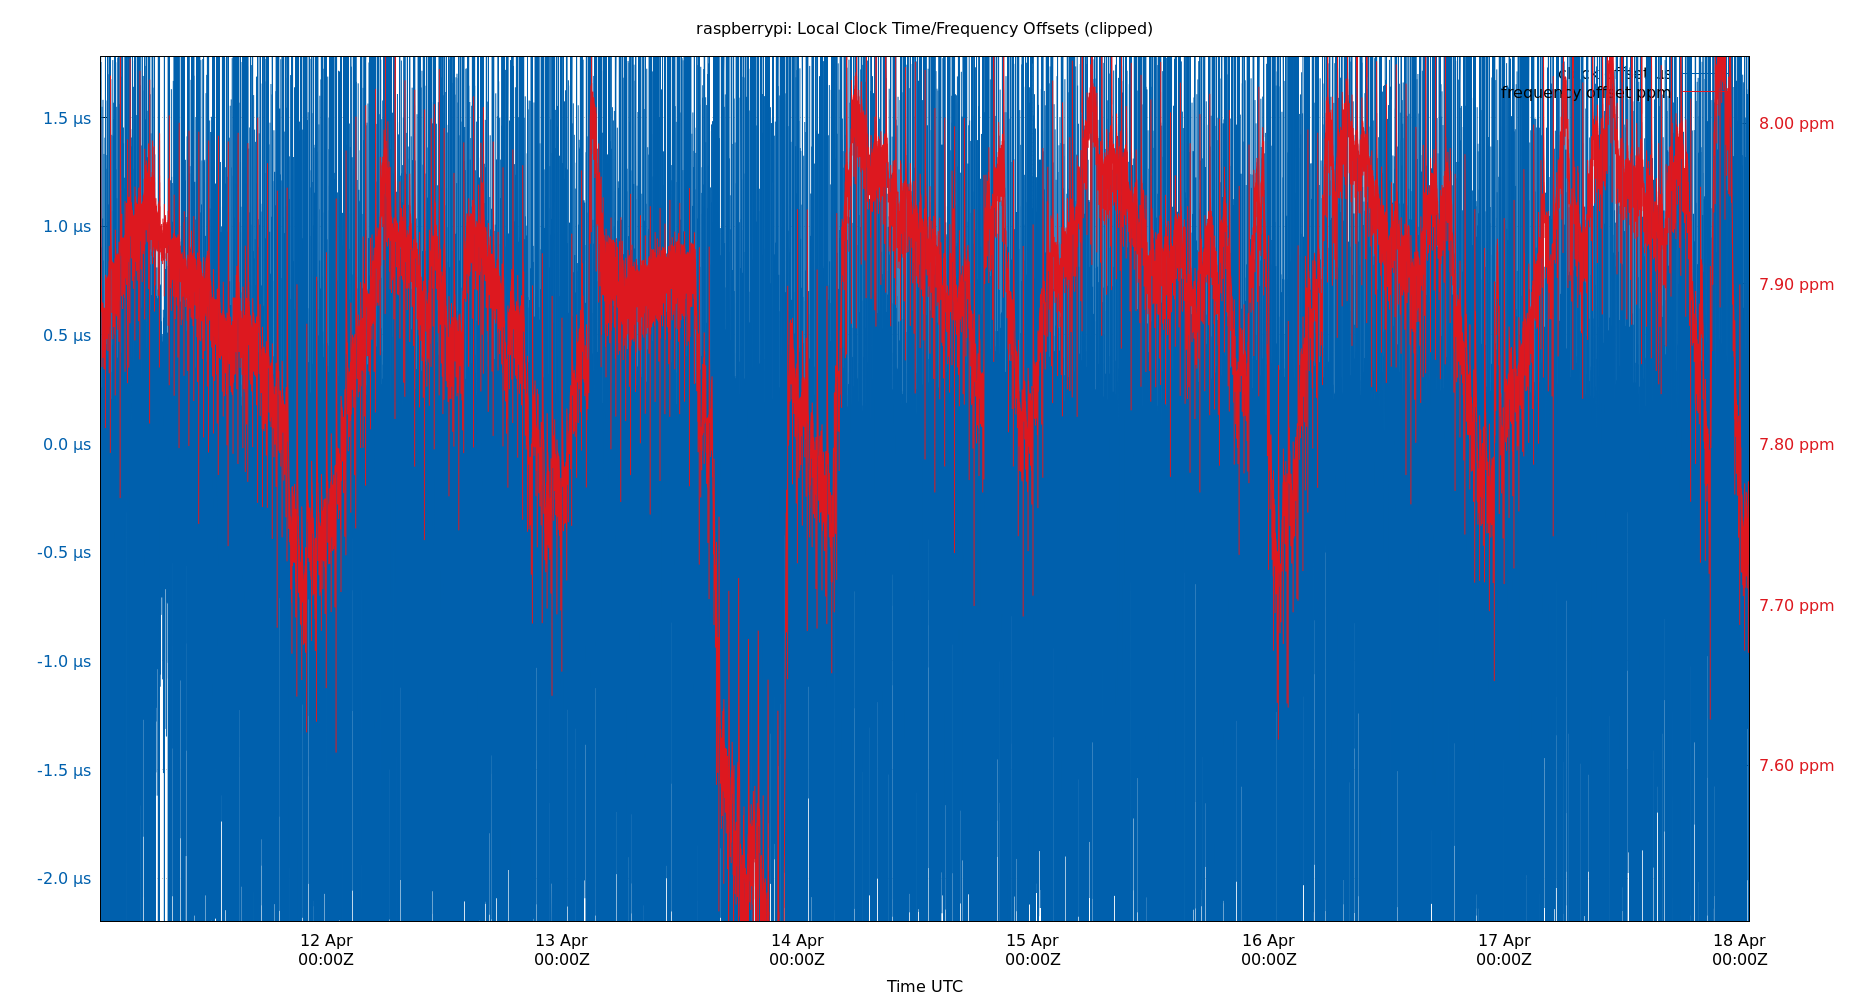 raspberrypi: Local Clock Time/Frequency Offsets (clipped)
clock offset µs
frequency offset ppm
1.5 µs
1.0 µs
0.5 µs
0.0 µs
-0.5 µs
-1.0 µs
-1.5 µs
-2.0 µs
8.00 ppm
7.90 ppm
7.80 ppm
7.70 ppm
7.60 ppm
12 Apr
00:00Z
13 Apr
00:00Z
14 Apr
00:00Z
15 Apr
00:00Z
16 Apr
00:00Z
17 Apr
00:00Z
18 Apr
00:00Z
Time UTC